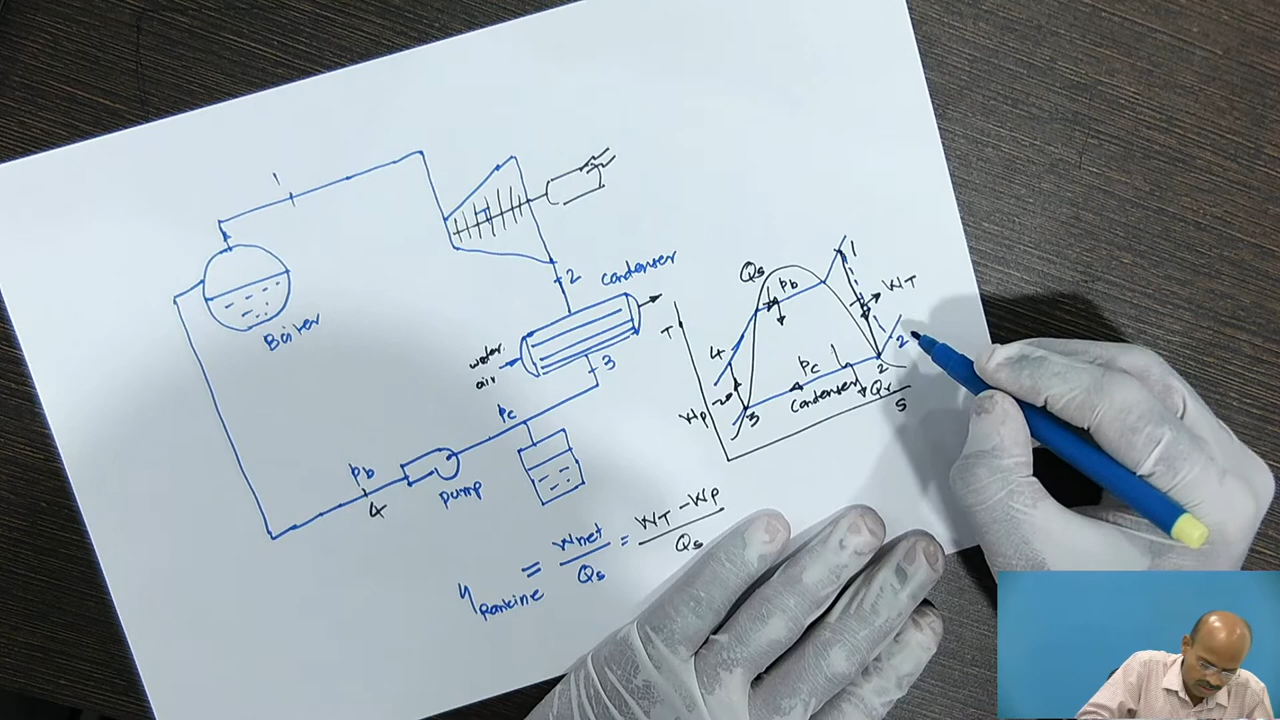 1
Boiler
2
condenser
water
air
3
Pc
Pb
4
pump
T
Qs
Pb
1
WT
4
Pc
2'
2
condenser
Qr
S
Wp
3
ηRankine = Wnet/Qs = WT - Wp/Qs